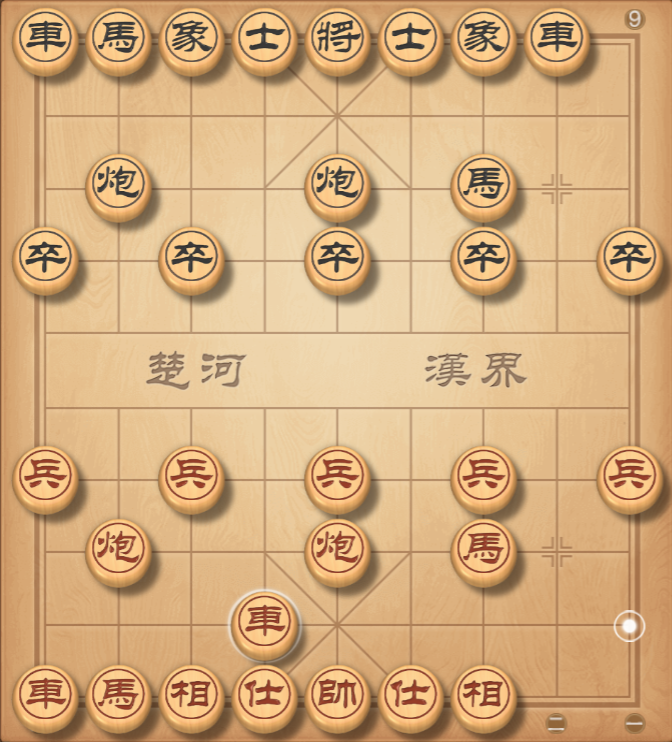 9
車馬象士將士象車
炮炮馬
卒卒卒卒卒
楚河 漢界
兵兵兵兵兵
炮炮馬
車
車馬相仕帥仕相
二 一